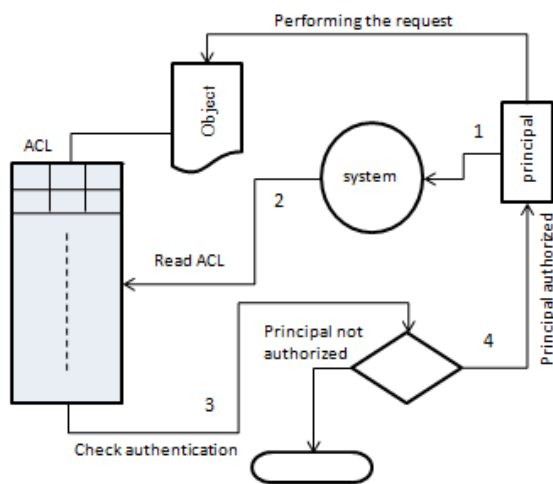 Performing the request
Object
ACL
principal
1
system
2
Read ACL
Principal not
authorized
4
Principal authorized
3
Check authentication